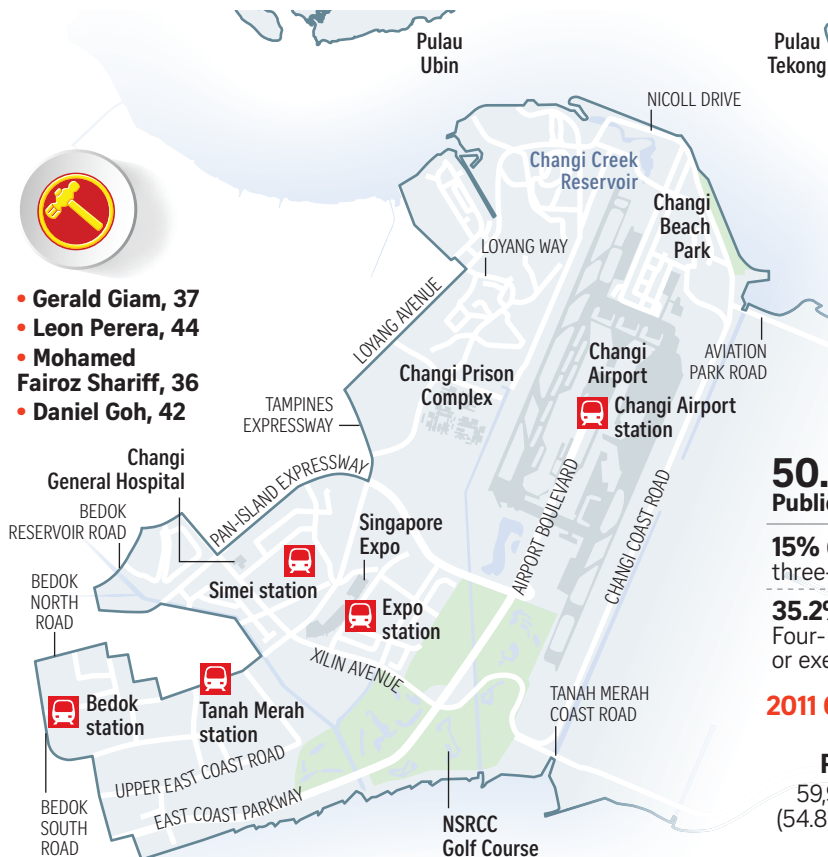 Pulau
Ubin
Pulau
Tekong
NICOLL DRIVE
Changi Creek
Reservoir
Changi
Beach
Park
LOYANG WAY
• Gerald Giam, 37
• Leon Perera, 44
• Mohamed
Fairoz Shariff, 36
• Daniel Goh, 42
LOYANG AVENUE
Changi Prison
Complex
Changi
Airport
Changi Airport
station
AVIATION
PARK ROAD
TAMPINES
EXPRESSWAY
Changi
General Hospital
PAN-ISLAND EXPRESSWAY
BEDOK
RESERVOIR ROAD
Singapore
Expo
AIRPORT BOULEVARD
CHANGI COAST ROAD
50.
Public
15%
three-
35.2%
Four-
or exe
2011
59,9
(54.8
BEDOK
NORTH
ROAD
Simei station
Expo
station
XILIN AVENUE
Bedok
station
Tanah Merah
station
TANAH MERAH
COAST ROAD
UPPER EAST COAST ROAD
EAST COAST PARKWAY
BEDOK
SOUTH
ROAD
NSRCC
Golf Course